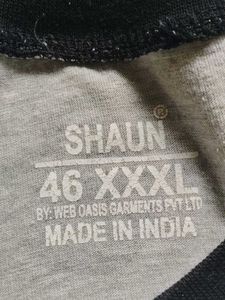 SHAUN®
46 XXXL
BY: WEB OASIS GARMENTS PVT LTD
MADE IN INDIA